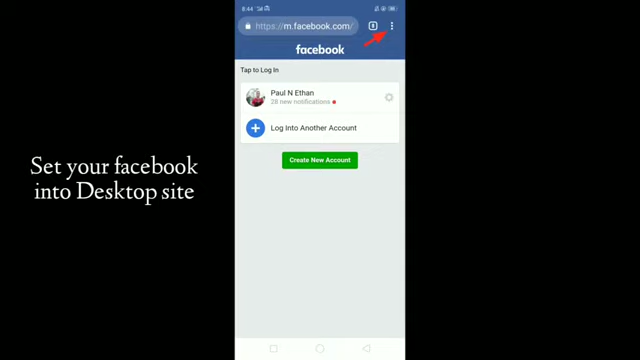 8:44
https://m.facebook.com/
facebook
Tap to Log In
Paul N Ethan
28 new notifications
Log Into Another Account
Create New Account
Set your facebook
into Desktop site